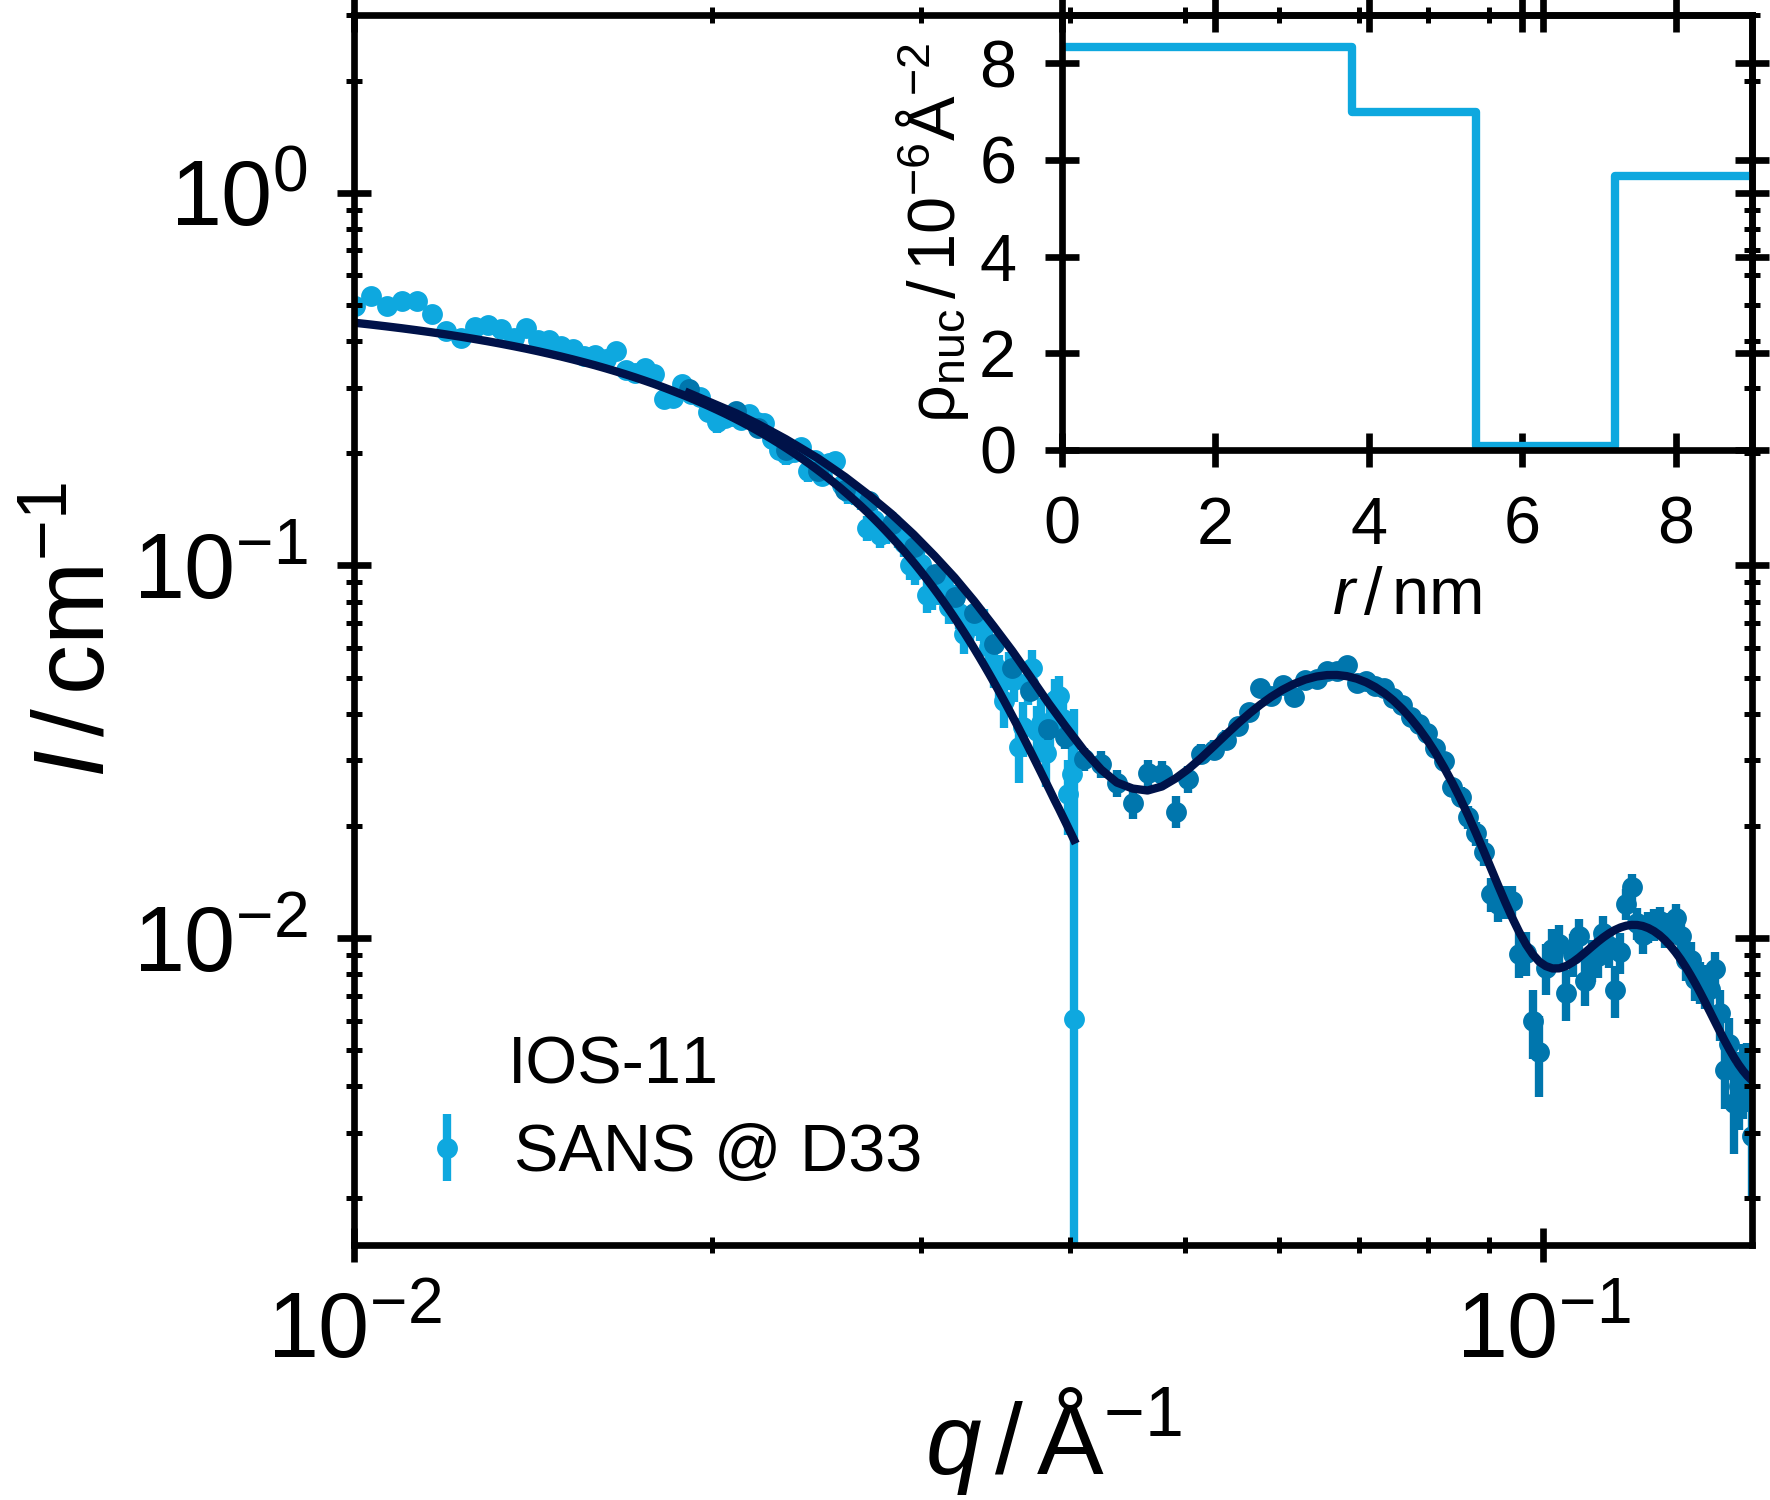 10⁰
10⁻¹
10⁻²
I / cm⁻¹
10⁻²
10⁻¹
q / Å⁻¹
IOS-11
SANS @ D33
8
6
4
2
0
ρnuc / 10⁻⁶Å⁻²
0 2 4 6 8
r / nm